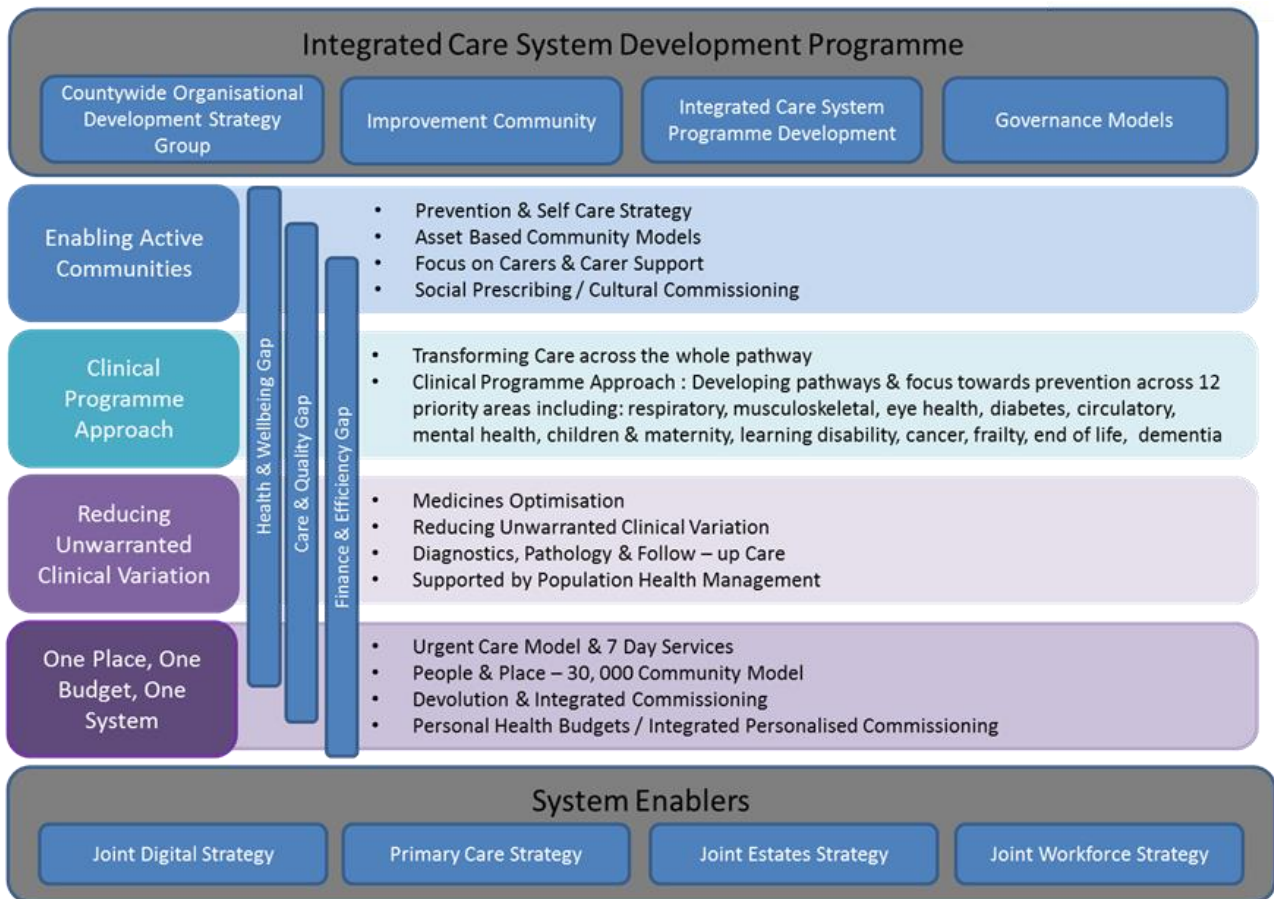 Integrated Care System Development Programme
Countywide Organisational
Development Strategy
Group
Improvement Community
Integrated Care System
Programme Development
Governance Models
Enabling Active
Communities
• Prevention & Self Care Strategy
• Asset Based Community Models
• Focus on Carers & Carer Support
• Social Prescribing / Cultural Commissioning
Health & Wellbeing Gap
Care & Quality Gap
Finance & Efficiency Gap
Clinical
Programme
Approach
• Transforming Care across the whole pathway
• Clinical Programme Approach : Developing pathways & focus towards prevention across 12
priority areas including: respiratory, musculoskeletal, eye health, diabetes, circulatory,
mental health, children & maternity, learning disability, cancer, frailty, end of life,  dementia
Reducing
Unwarranted
Clinical Variation
• Medicines Optimisation
• Reducing Unwarranted Clinical Variation
• Diagnostics, Pathology & Follow – up Care
• Supported by Population Health Management
One Place, One
Budget, One
System
• Urgent Care Model & 7 Day Services
• People & Place – 30, 000 Community Model
• Devolution & Integrated Commissioning
• Personal Health Budgets / Integrated Personalised Commissioning
System Enablers
Joint Digital Strategy
Primary Care Strategy
Joint Estates Strategy
Joint Workforce Strategy